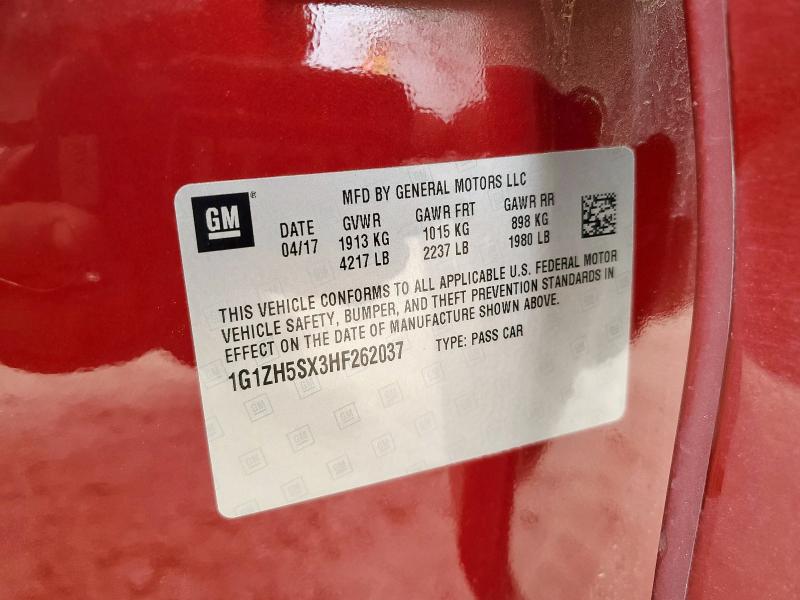 GM®
MFD BY GENERAL MOTORS LLC
DATE GVWR GAWR FRT GAWR RR
04/17 1913 KG 1015 KG 898 KG
4217 LB 2237 LB 1980 LB
THIS VEHICLE CONFORMS TO ALL APPLICABLE U.S. FEDERAL MOTOR
VEHICLE SAFETY, BUMPER, AND THEFT PREVENTION STANDARDS IN
EFFECT ON THE DATE OF MANUFACTURE SHOWN ABOVE.
1G1ZH5SX3HF262037 TYPE: PASS CAR